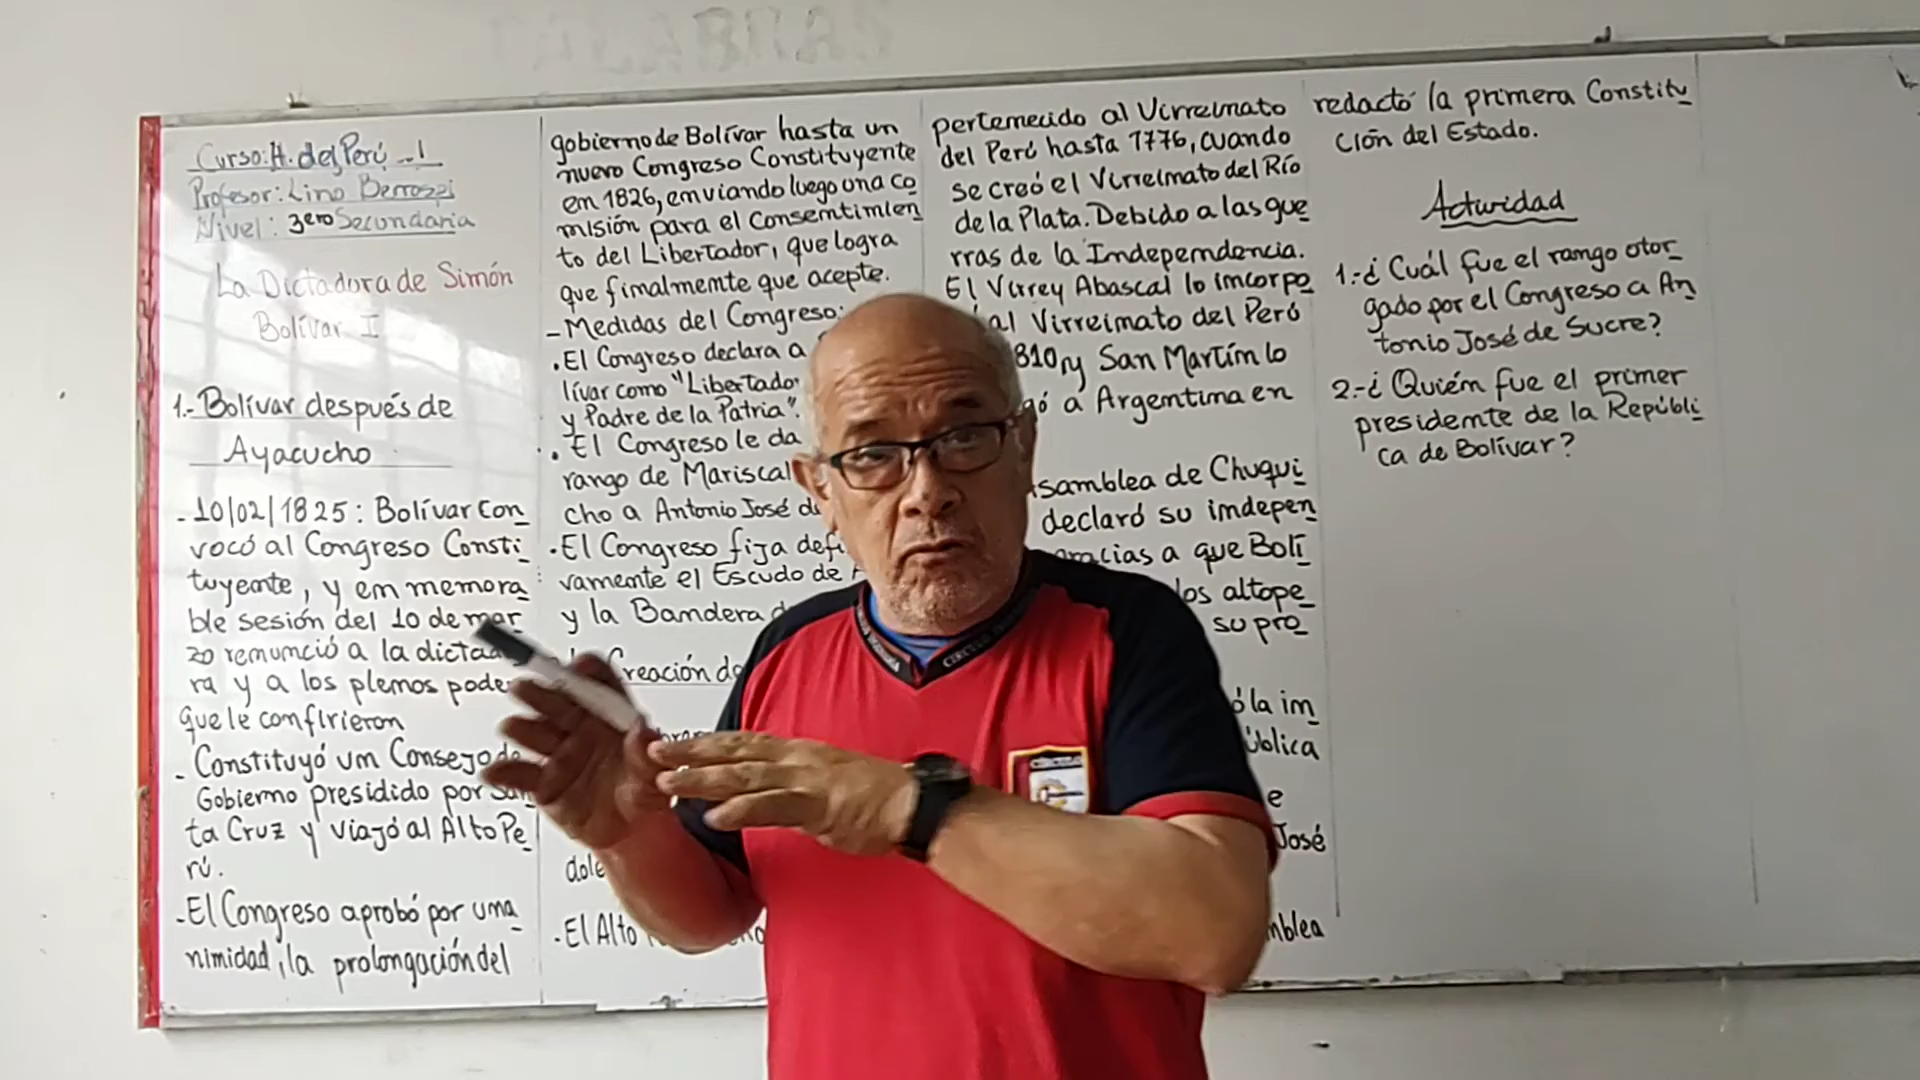 Curso: H. del Perú - I
Profesor: Lino Berrospi
Nivel: 3ero Secundaria
La Dictadura de Simón
Bolívar I
1.- Bolívar después de
Ayacucho
- 10/02/1825: Bolívar con
vocó al Congreso Consti
tuyente, y en memora
ble sesión del 10 de mar
zo renunció a la dictad
ra y a los plenos pode
que le confirieron
- Constituyó un Consejo de
Gobierno presidido por San
ta Cruz y viajó al Alto Pe
rú.
- El Congreso aprobó por una
nimidad, la prolongación del
gobierno de Bolívar hasta un
nuevo Congreso Constituyente
en 1826, enviando luego una co
misión para el Consentimien
to del Libertador, que logra
que finalmente que acepte.
- Medidas del Congreso:
. El Congreso declara a
lívar como "Libertador
y Padre de la Patria".
. El Congreso le da
rango de Mariscal
cho a Antonio José d
. El Congreso fija defi
vamente el Escudo de
y la Bandera d
Creación de
dole
- El Alto
pertenecido al Virreinato
del Perú hasta 1776, cuando
se creó el Virreinato del Río
de la Plata. Debido a las gue
rras de la Independencia.
El Virrey Abascal lo incorpo
al Virreinato del Perú
810 y San Martín lo
gó a Argentina en
samblea de Chuqui
declaró su indepen
racias a que Bolí
los altope
su pro
ó la im
ública
e
José
mblea
redactó la primera Constitu
ción del Estado.
Actividad
1.- ¿Cuál fue el rango otor
gado por el Congreso a An
tonio José de Sucre?
2.- ¿Quién fue el primer
presidente de la Repúbli
ca de Bolívar?
CÍRCULO